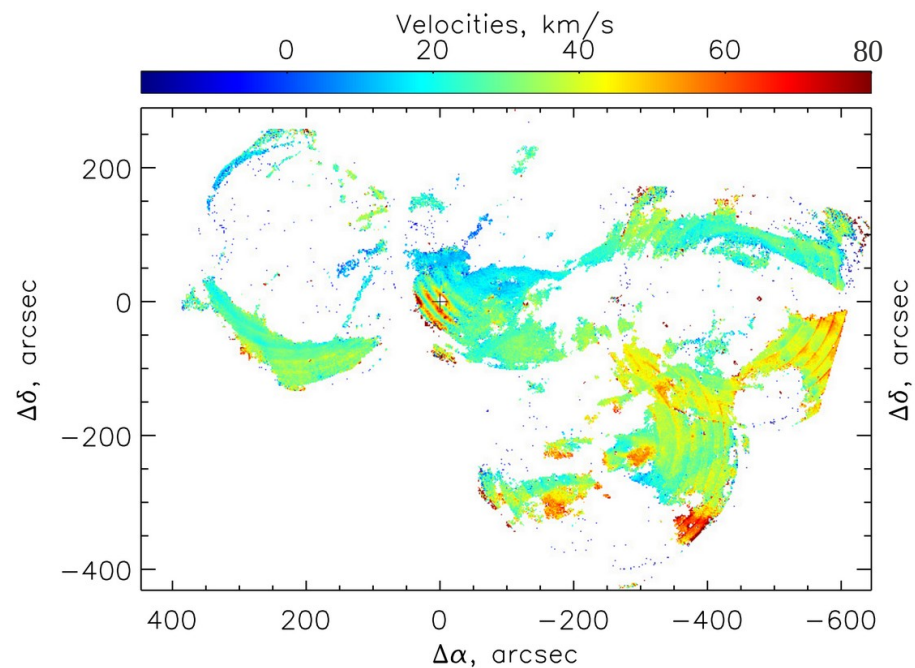 Velocities, km/s
0 20 40 60 80
200
0
−200
−400
Δδ, arcsec
Δδ, arcsec
400 200 0 −200 −400 −600
Δα, arcsec